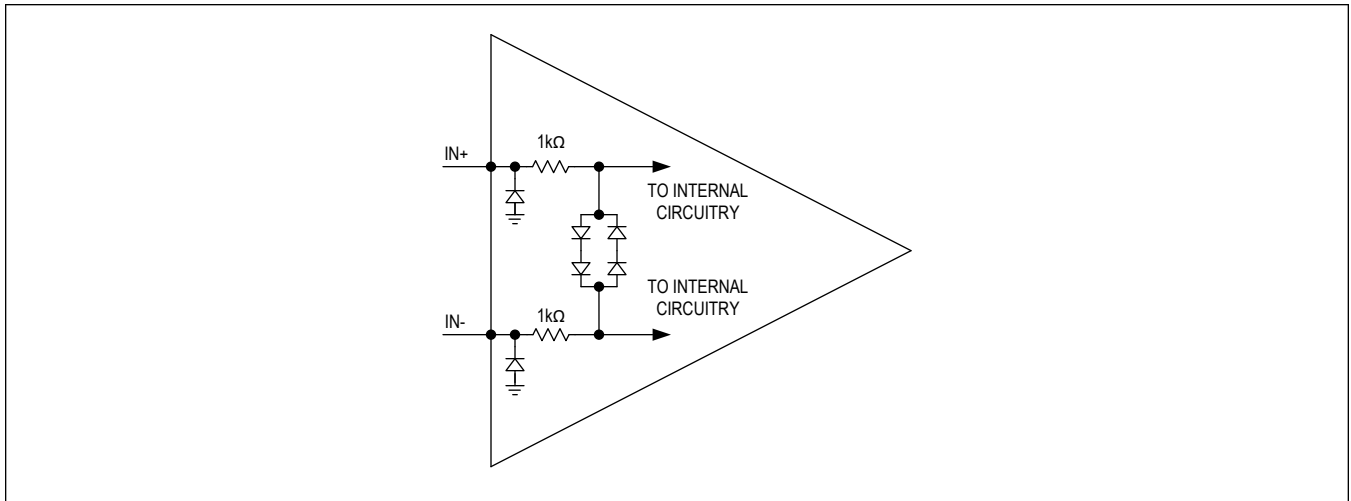 1kΩ
IN+
TO INTERNAL
CIRCUITRY
TO INTERNAL
CIRCUITRY
1kΩ
IN-